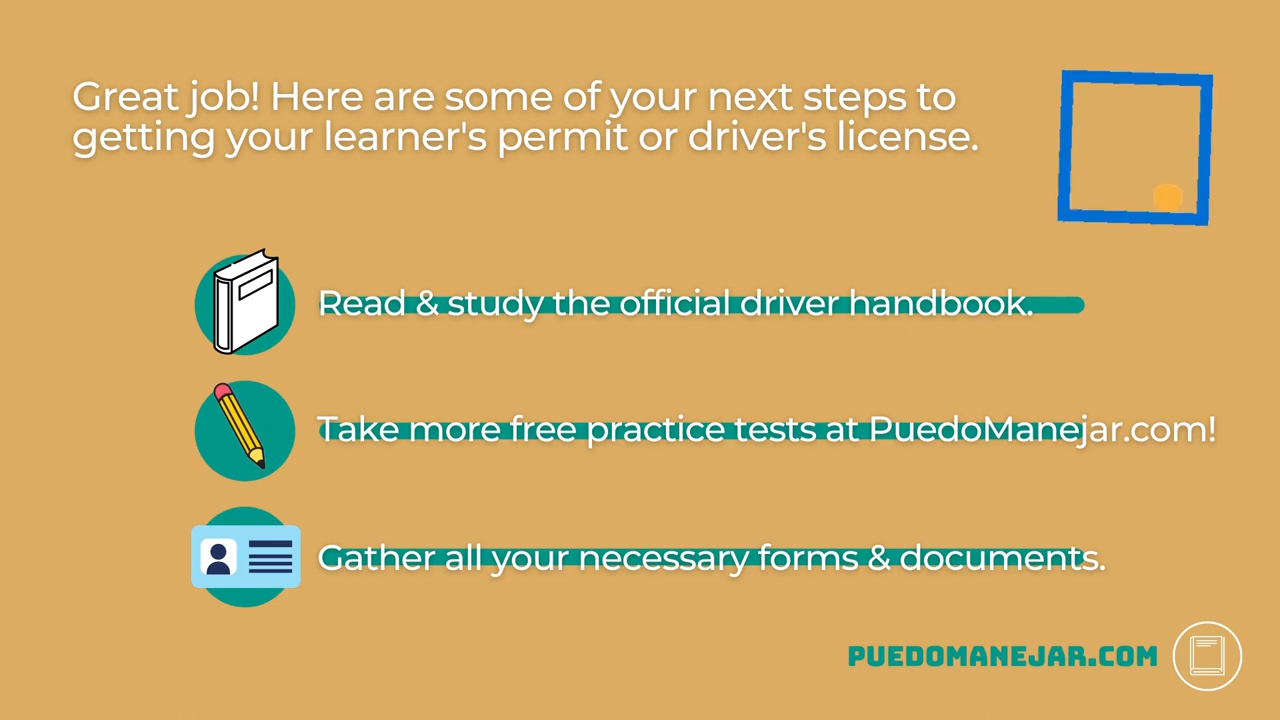 Great job! Here are some of your next steps to
getting your learner's permit or driver's license.
Read & study the official driver handbook.
Take more free practice tests at PuedoManejar.com!
Gather all your necessary forms & documents.
PUEDOMANEJAR.COM